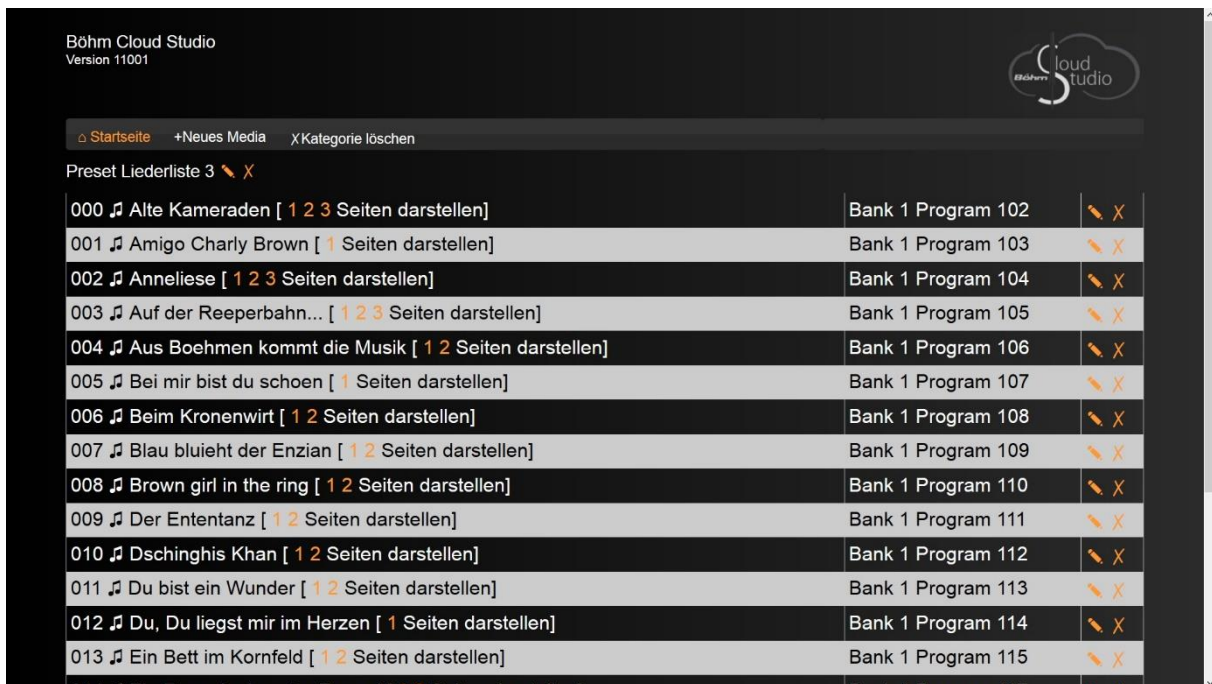 Böhm Cloud Studio
Version 11001
Böhm Cloud Studio
⌂ Startseite +Neues Media ╳Kategorie löschen
Preset Liederliste 3 ✎ ╳
000 ♫ Alte Kameraden [ 1 2 3 Seiten darstellen] Bank 1 Program 102 ✎ ╳
001 ♫ Amigo Charly Brown [ 1 Seiten darstellen] Bank 1 Program 103 ✎ ╳
002 ♫ Anneliese [ 1 2 3 Seiten darstellen] Bank 1 Program 104 ✎ ╳
003 ♫ Auf der Reeperbahn... [ 1 2 3 Seiten darstellen] Bank 1 Program 105 ✎ ╳
004 ♫ Aus Boehmen kommt die Musik [ 1 2 Seiten darstellen] Bank 1 Program 106 ✎ ╳
005 ♫ Bei mir bist du schoen [ 1 Seiten darstellen] Bank 1 Program 107 ✎ ╳
006 ♫ Beim Kronenwirt [ 1 2 Seiten darstellen] Bank 1 Program 108 ✎ ╳
007 ♫ Blau bluieht der Enzian [ 1 2 Seiten darstellen] Bank 1 Program 109 ✎ ╳
008 ♫ Brown girl in the ring [ 1 2 Seiten darstellen] Bank 1 Program 110 ✎ ╳
009 ♫ Der Ententanz [ 1 2 Seiten darstellen] Bank 1 Program 111 ✎ ╳
010 ♫ Dschinghis Khan [ 1 2 Seiten darstellen] Bank 1 Program 112 ✎ ╳
011 ♫ Du bist ein Wunder [ 1 2 Seiten darstellen] Bank 1 Program 113 ✎ ╳
012 ♫ Du, Du liegst mir im Herzen [ 1 Seiten darstellen] Bank 1 Program 114 ✎ ╳
013 ♫ Ein Bett im Kornfeld [ 1 2 Seiten darstellen] Bank 1 Program 115 ✎ ╳